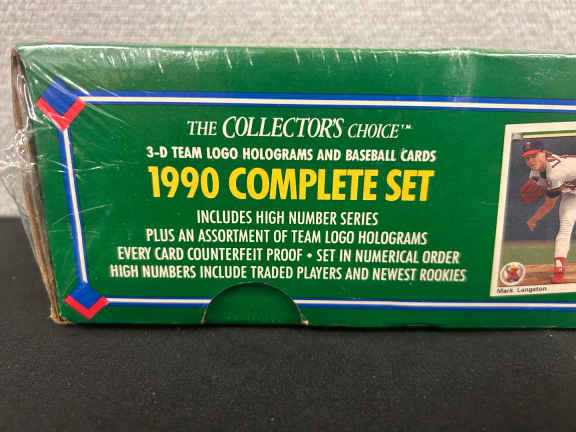 THE COLLECTOR'S CHOICE™
3-D TEAM LOGO HOLOGRAMS AND BASEBALL CARDS
1990 COMPLETE SET
INCLUDES HIGH NUMBER SERIES
PLUS AN ASSORTMENT OF TEAM LOGO HOLOGRAMS
EVERY CARD COUNTERFEIT PROOF • SET IN NUMERICAL ORDER
HIGH NUMBERS INCLUDE TRADED PLAYERS AND NEWEST ROOKIES
Mark Langston